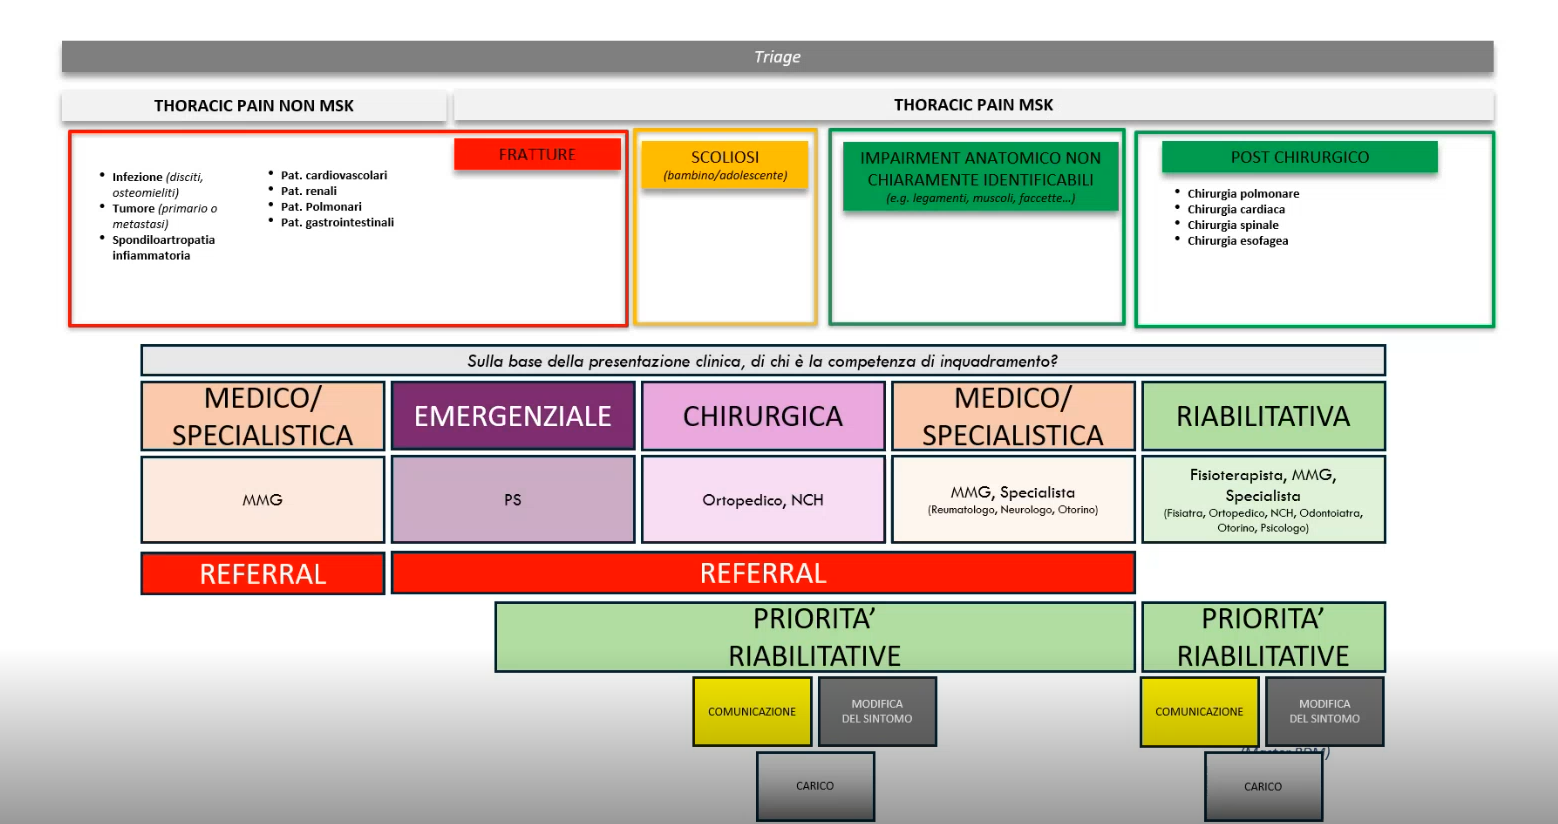 Triage
THORACIC PAIN NON MSK
THORACIC PAIN MSK
• Infezione (disciti,
osteomieliti)
• Tumore (primario o
metastasi)
• Spondiloartropatia
infiammatoria
• Pat. cardiovascolari
• Pat. renali
• Pat. Polmonari
• Pat. gastrointestinali
FRATTURE
SCOLIOSI
(bambino/adolescente)
IMPAIRMENT ANATOMICO NON
CHIARAMENTE IDENTIFICABILI
(e.g. legamenti, muscoli, faccette...)
POST CHIRURGICO
• Chirurgia polmonare
• Chirurgia cardiaca
• Chirurgia spinale
• Chirurgia esofagea
Sulla base della presentazione clinica, di chi è la competenza di inquadramento?
MEDICO/
SPECIALISTICA
EMERGENZIALE
CHIRURGICA
MEDICO/
SPECIALISTICA
RIABILITATIVA
MMG
PS
Ortopedico, NCH
MMG, Specialista
(Reumatologo, Neurologo, Otorino)
Fisioterapista, MMG,
Specialista
(Fisiatra, Ortopedico, NCH, Odontoiatra,
Otorino, Psicologo)
REFERRAL
REFERRAL
PRIORITA'
RIABILITATIVE
PRIORITA'
RIABILITATIVE
COMUNICAZIONE
MODIFICA
DEL SINTOMO
CARICO
COMUNICAZIONE
MODIFICA
DEL SINTOMO
CARICO